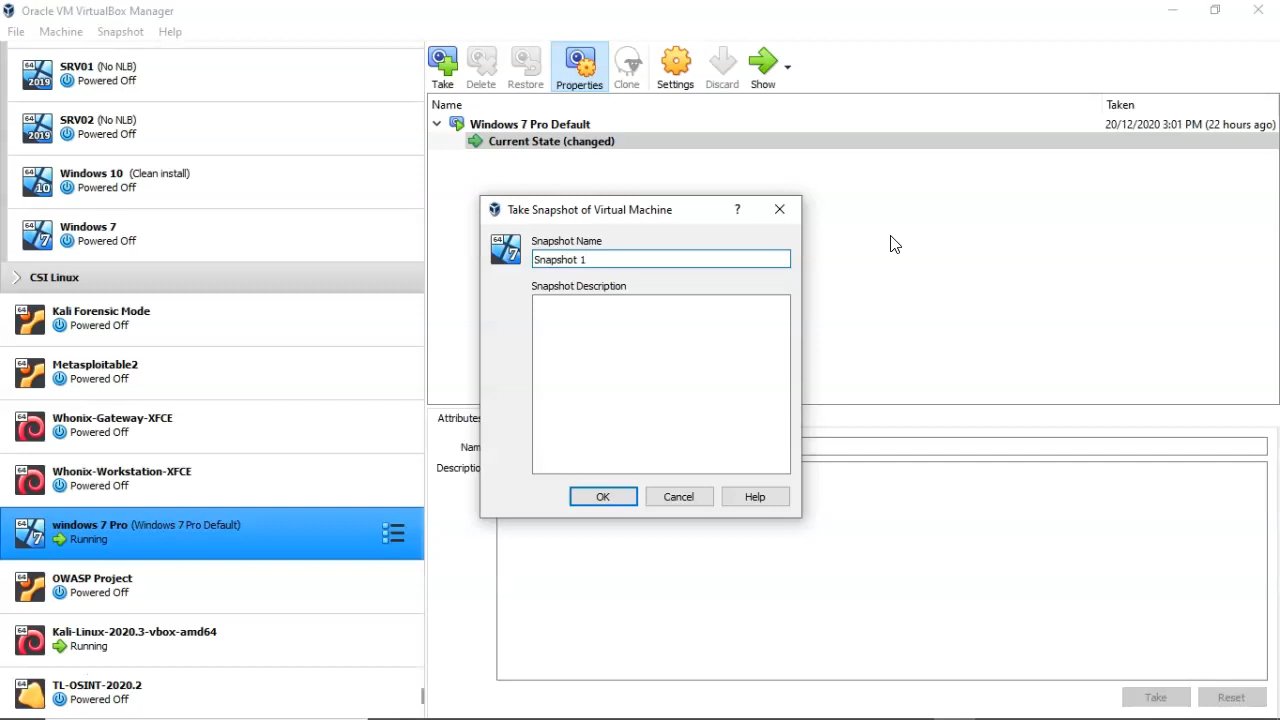 Oracle VM VirtualBox Manager
File Machine Snapshot Help
SRV01 (No NLB)
Powered Off
SRV02 (No NLB)
Powered Off
Windows 10 (Clean install)
Powered Off
Windows 7
Powered Off
CSI Linux
Kali Forensic Mode
Powered Off
Metasploitable2
Powered Off
Whonix-Gateway-XFCE
Powered Off
Whonix-Workstation-XFCE
Powered Off
windows 7 Pro (Windows 7 Pro Default)
Running
OWASP Project
Powered Off
Kali-Linux-2020.3-vbox-amd64
Running
TL-OSINT-2020.2
Powered Off
Take Delete Restore Properties Clone Settings Discard Show
Name Taken
Windows 7 Pro Default 20/12/2020 3:01 PM (22 hours ago)
Current State (changed)
Take Snapshot of Virtual Machine ?
64 7
Snapshot Name
Snapshot 1
Snapshot Description
OK Cancel Help
Attributes
Nam
Descriptio
Take Reset